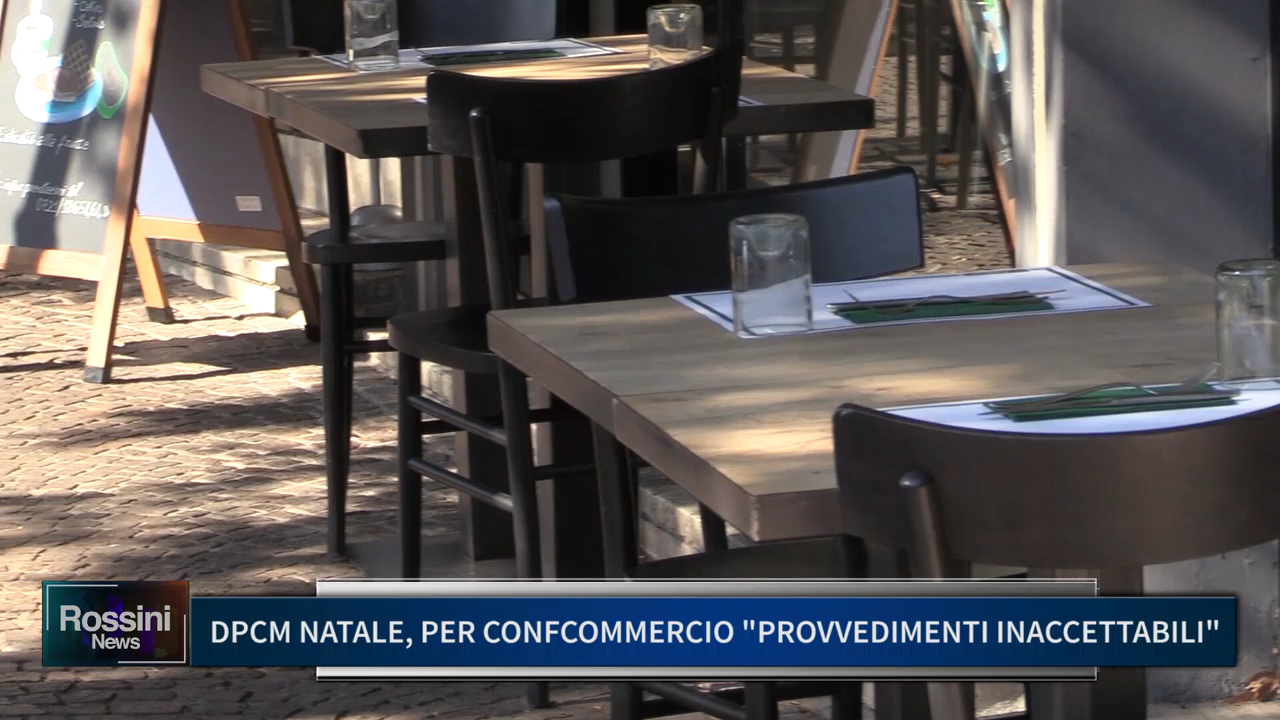 Rossini
News
DPCM NATALE, PER CONFCOMMERCIO "PROVVEDIMENTI INACCETTABILI"